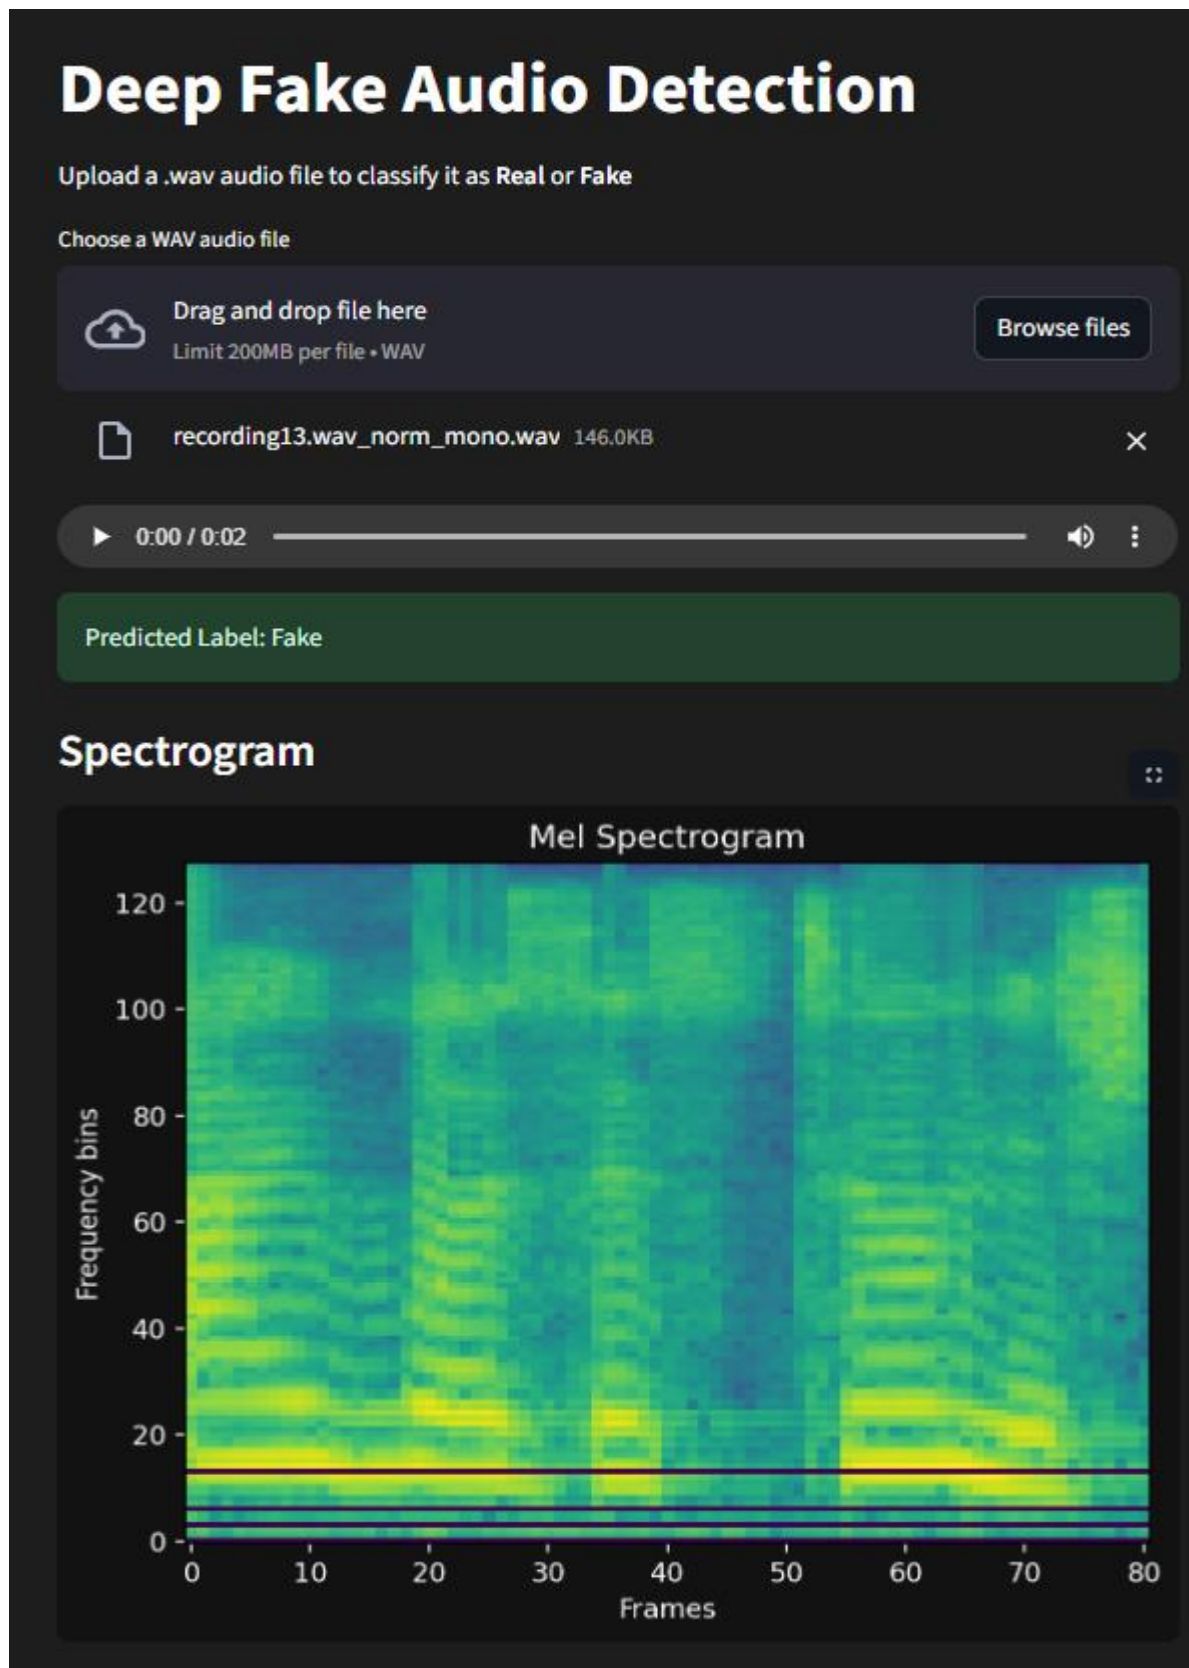 Deep Fake Audio Detection
Upload a .wav audio file to classify it as Real or Fake
Choose a WAV audio file
Drag and drop file here
Limit 200MB per file • WAV
Browse files
recording13.wav_norm_mono.wav 146.0KB
0:00 / 0:02
Predicted Label: Fake
Spectrogram
Mel Spectrogram
120
100
80
60
40
20
0
Frequency bins
0 10 20 30 40 50 60 70 80
Frames